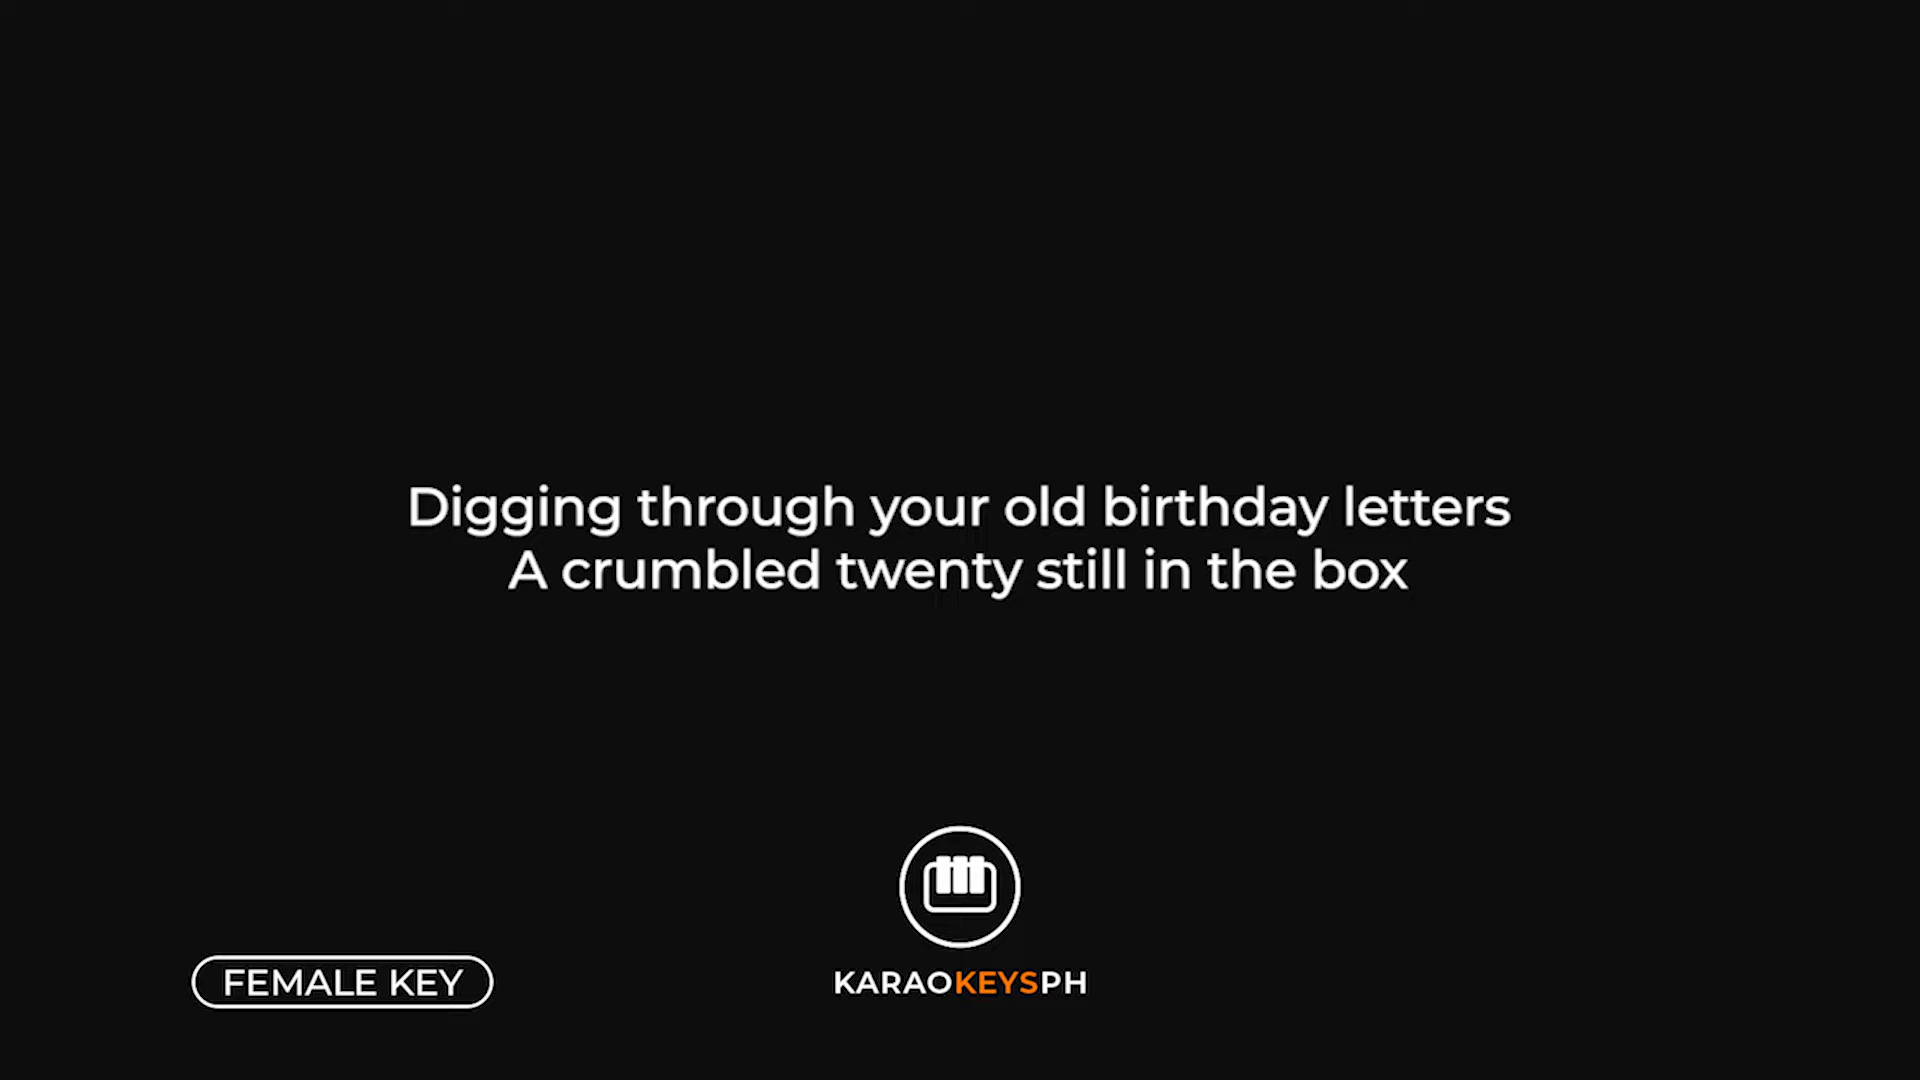 Digging through your old birthday letters
A crumbled twenty still in the box
FEMALE KEY
KARAOKEYSPH